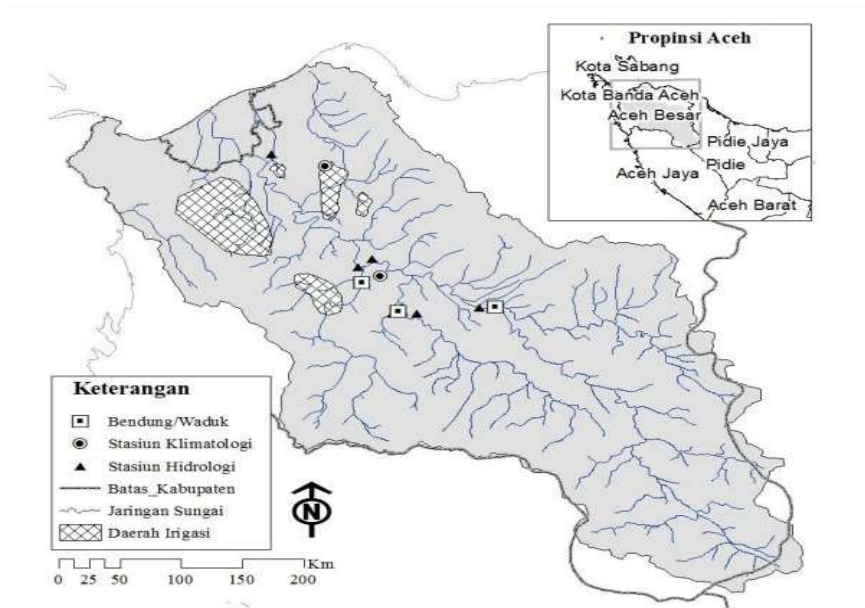 Propinsi Aceh
Kota Sabang
Kota Banda Aceh
Aceh Besar
Pidie Jaya
Pidie
Aceh Jaya
Aceh Barat
Keterangan
Bendung/Waduk
Stasiun Klimatologi
Stasiun Hidrologi
Batas_Kabupaten
Jaringan Sungai
Daerah Irigasi
N
Km
0 25 50 100 150 200